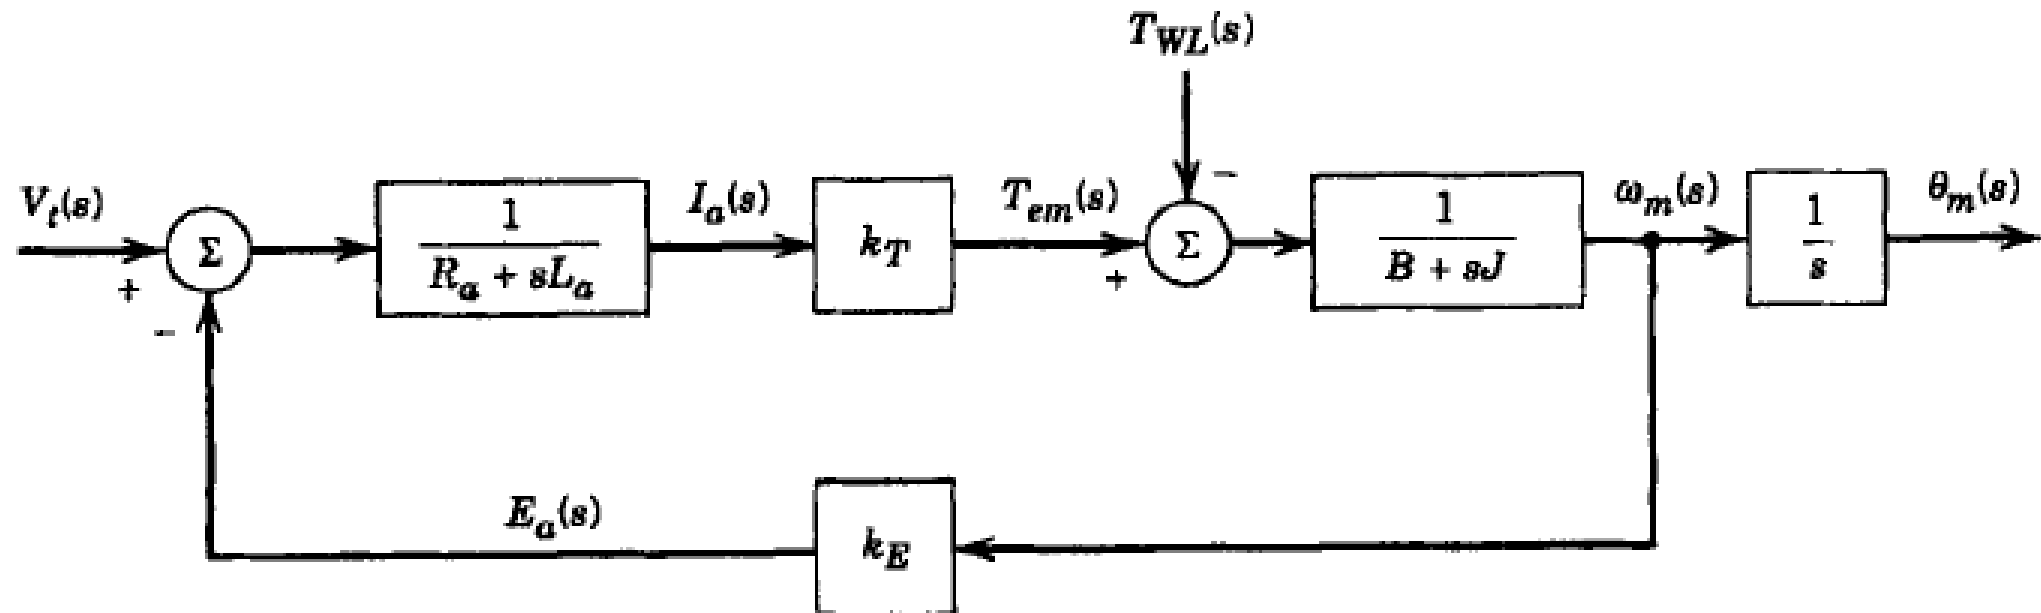 T_WL(s)
−
V_t(s)
+
−
Σ
1
R_a + sL_a
I_a(s)
k_T
T_em(s)
+
Σ
1
B + sJ
ω_m(s)
1
s
θ_m(s)
E_a(s)
k_E